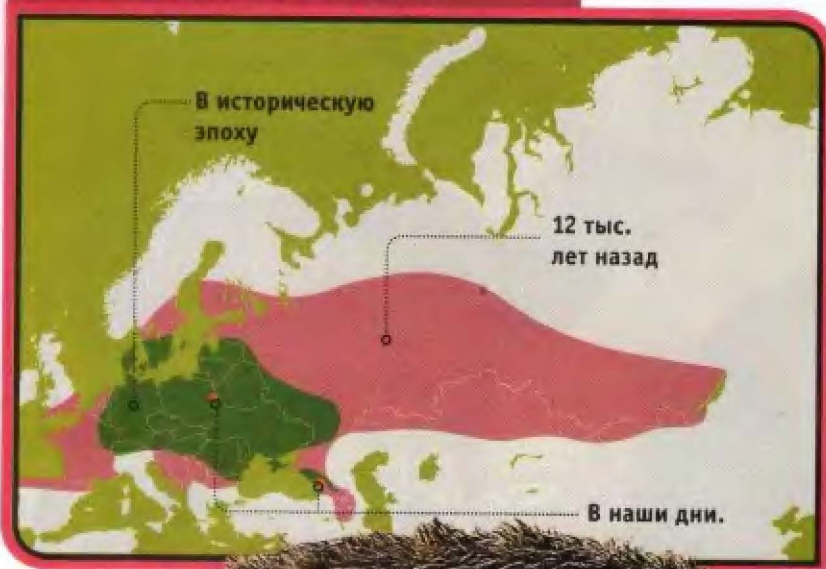 В историческую
эпоху
12 тыс.
лет назад
В наши дни.